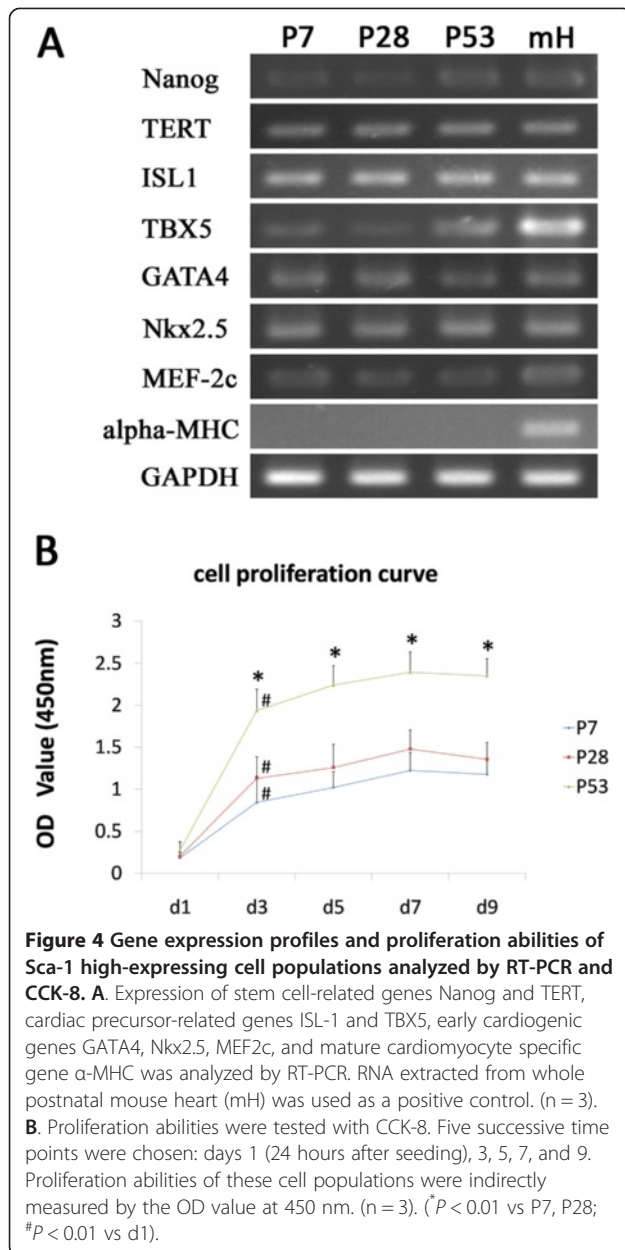 A
P7 P28 P53 mH
Nanog
TERT
ISL1
TBX5
GATA4
Nkx2.5
MEF-2c
alpha-MHC
GAPDH
B
cell proliferation curve
OD Value (450nm)
3
2.5
2
1.5
1
0.5
0
* * * *
#
#
#
d1 d3 d5 d7 d9
P7
P28
P53
Figure 4 Gene expression profiles and proliferation abilities of
Sca-1 high-expressing cell populations analyzed by RT-PCR and
CCK-8. A. Expression of stem cell-related genes Nanog and TERT,
cardiac precursor-related genes ISL-1 and TBX5, early cardiogenic
genes GATA4, Nkx2.5, MEF2c, and mature cardiomyocyte specific
gene α-MHC was analyzed by RT-PCR. RNA extracted from whole
postnatal mouse heart (mH) was used as a positive control. (n = 3).
B. Proliferation abilities were tested with CCK-8. Five successive time
points were chosen: days 1 (24 hours after seeding), 3, 5, 7, and 9.
Proliferation abilities of these cell populations were indirectly
measured by the OD value at 450 nm. (n = 3). (*P < 0.01 vs P7, P28;
#P < 0.01 vs d1).